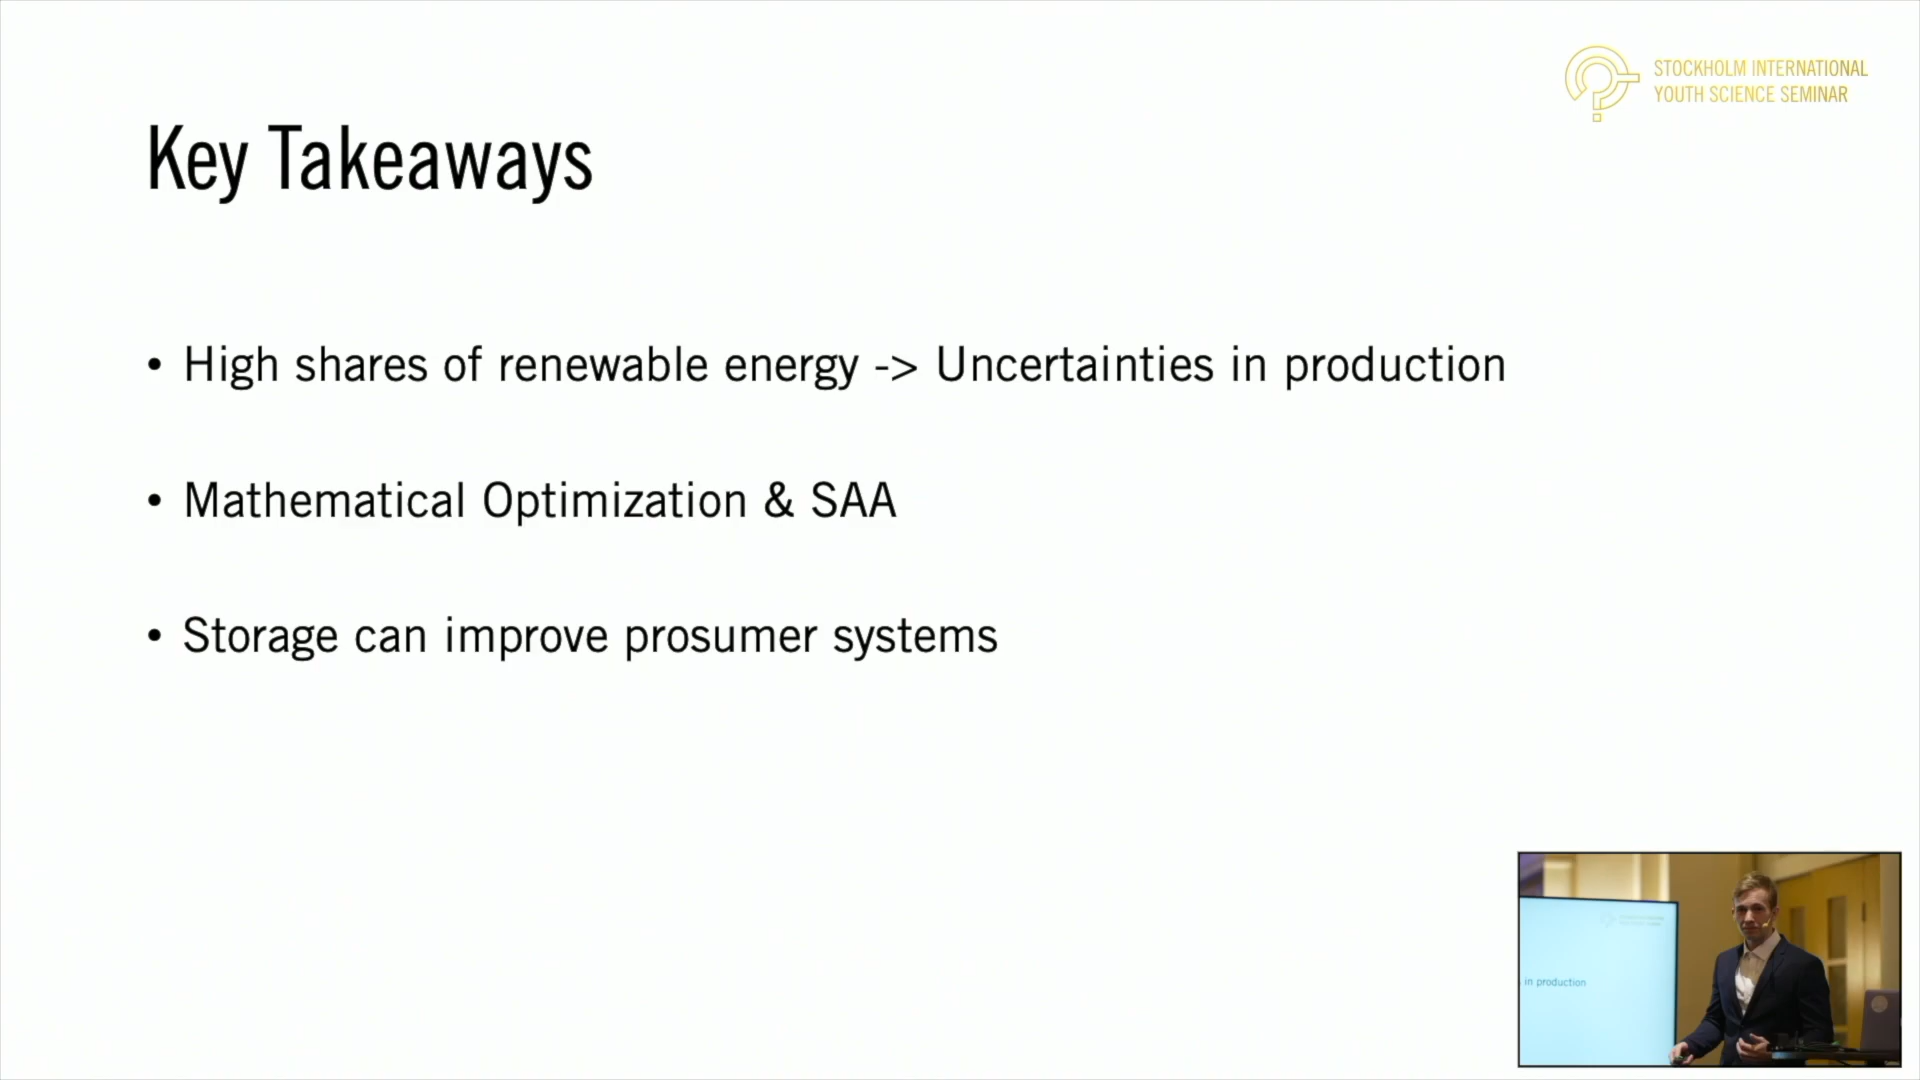 STOCKHOLM INTERNATIONAL
YOUTH SCIENCE SEMINAR
Key Takeaways
• High shares of renewable energy -> Uncertainties in production
• Mathematical Optimization & SAA
• Storage can improve prosumer systems
in production